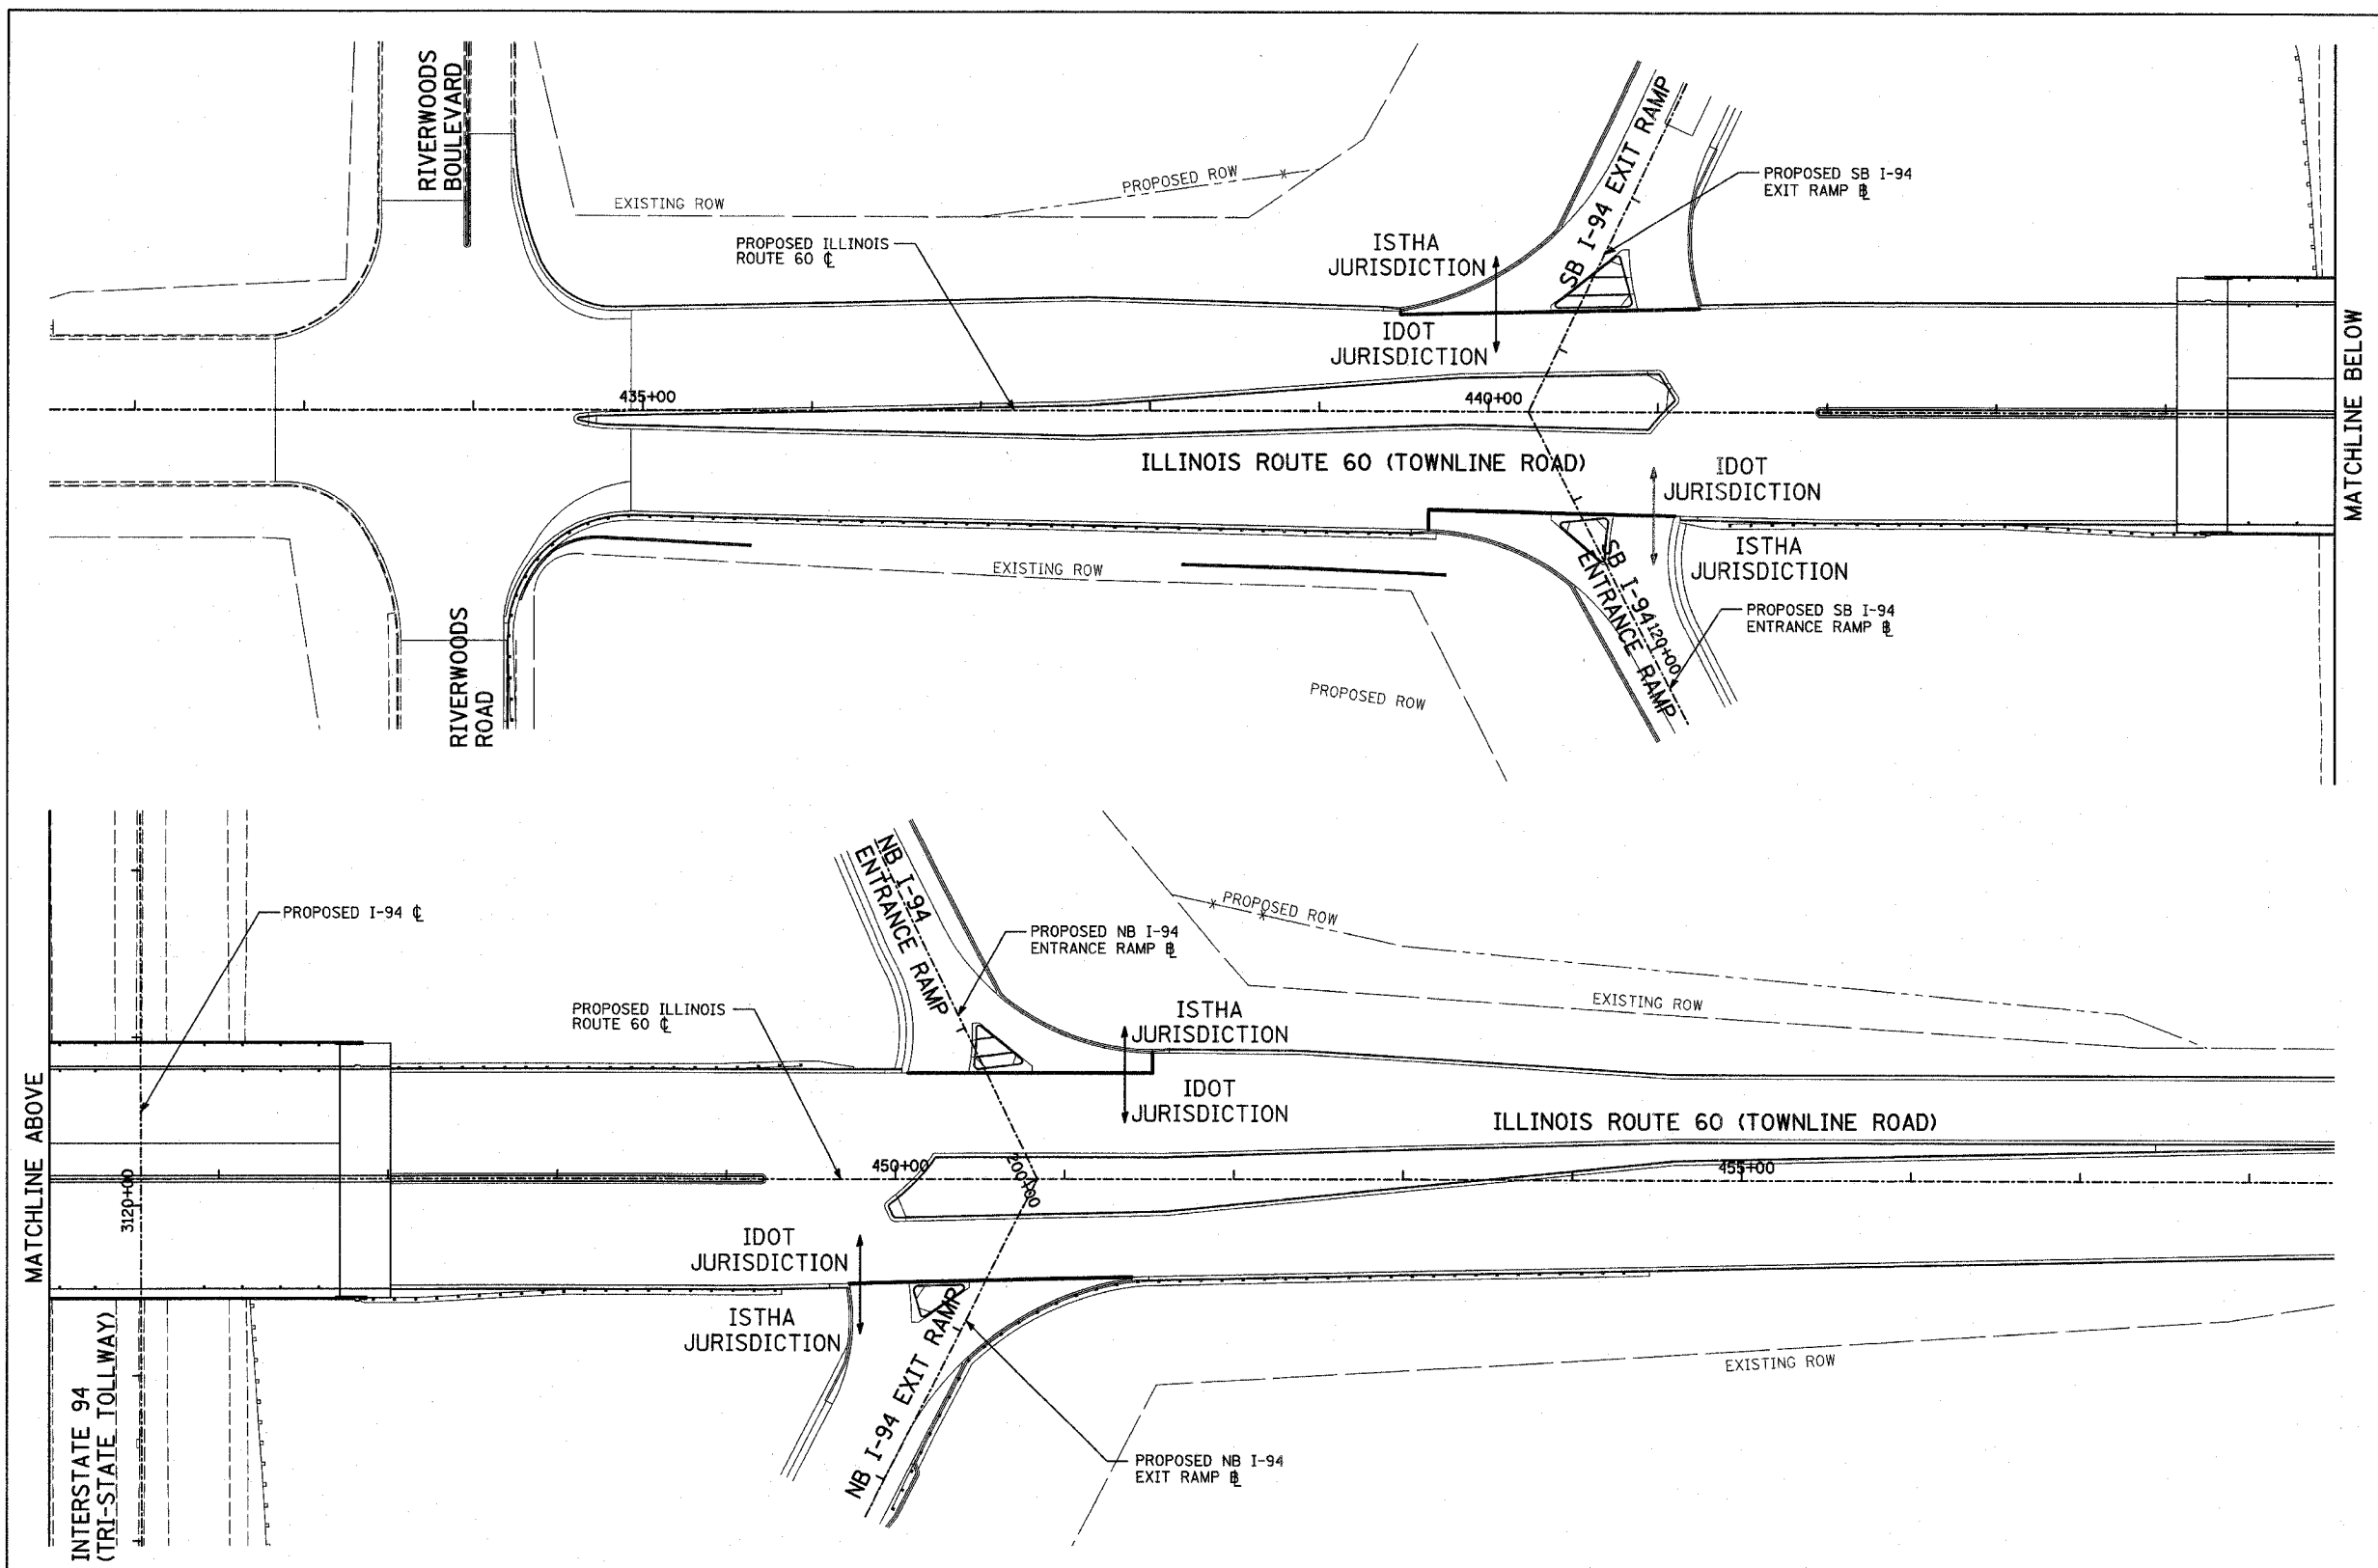 RIVERWOODS
BOULEVARD
EXISTING ROW
PROPOSED ROW
SB I-94 EXIT RAMP
PROPOSED SB I-94
EXIT RAMP ⅊
PROPOSED ILLINOIS
ROUTE 60 ℄
ISTHA
JURISDICTION
IDOT
JURISDICTION
435+00
440+00
MATCHLINE BELOW
ILLINOIS ROUTE 60 (TOWNLINE ROAD)
IDOT
JURISDICTION
ISTHA
JURISDICTION
EXISTING ROW
SB I-94
ENTRANCE RAMP
120+00
PROPOSED SB I-94
ENTRANCE RAMP ⅊
RIVERWOODS
ROAD
PROPOSED ROW
NB I-94
ENTRANCE RAMP
PROPOSED I-94 ℄
PROPOSED NB I-94
ENTRANCE RAMP ⅊
PROPOSED ROW
EXISTING ROW
PROPOSED ILLINOIS
ROUTE 60 ℄
ISTHA
JURISDICTION
IDOT
JURISDICTION
ILLINOIS ROUTE 60 (TOWNLINE ROAD)
MATCHLINE ABOVE
3120+00
450+00
200+00
455+00
IDOT
JURISDICTION
ISTHA
JURISDICTION
NB I-94 EXIT RAMP
EXISTING ROW
PROPOSED NB I-94
EXIT RAMP ⅊
INTERSTATE 94
(TRI-STATE TOLLWAY)